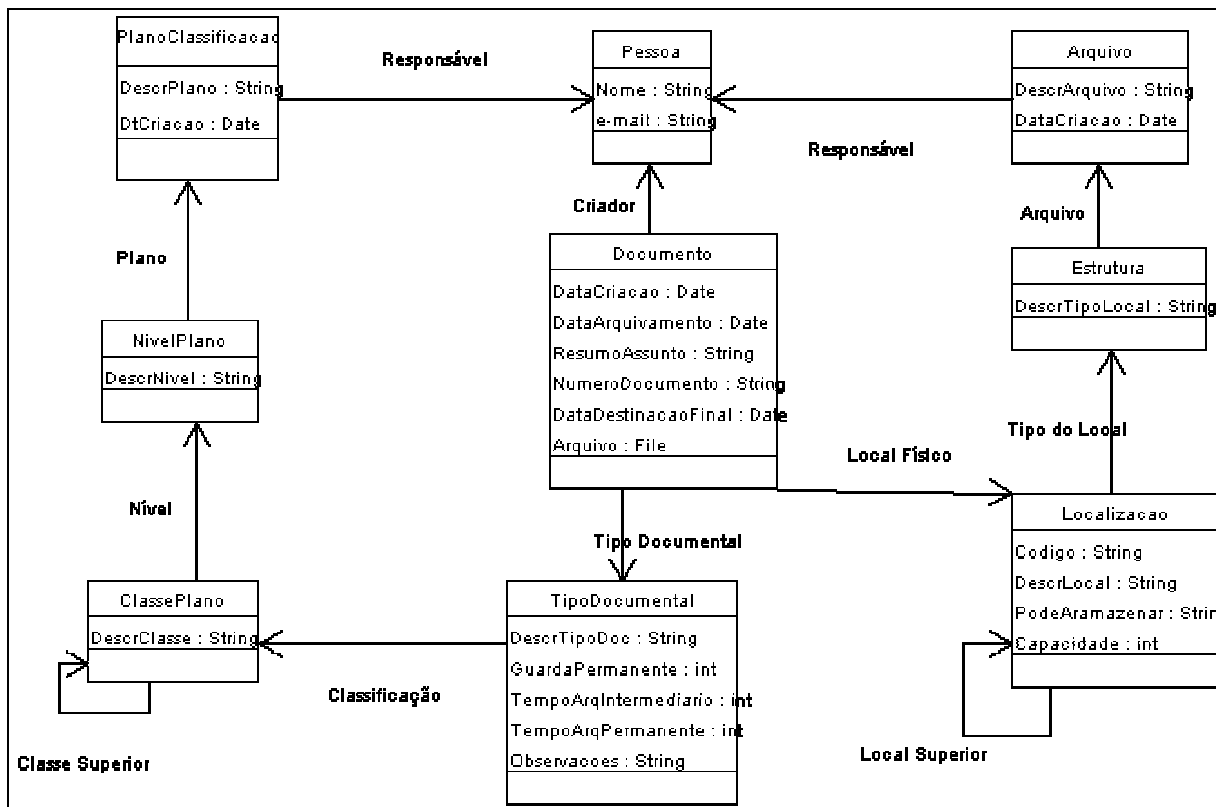 PlanoClassificacao
DescrPlano : String
DtCriacao : Date
Responsável
Pessoa
Nome : String
e-mail : String
Responsável
Arquivo
DescrArquivo : String
DataCriacao : Date
Plano
Criador
Arquivo
Documento
DataCriacao : Date
DataArquivamento : Date
ResumoAssunto : String
NumeroDocumento : String
DataDestinacaoFinal : Date
Arquivo : File
Estrutura
DescrTipoLocal : String
NivelPlano
DescrNivel : String
Tipo do Local
Local Físico
Nível
Tipo Documental
Localizacao
Codigo : String
DescrLocal : String
PodeAramazenar : Strin
Capacidade : int
ClassePlano
DescrClasse : String
TipoDocumental
DescrTipoDoc : String
GuardaPermanente : int
TempoArqIntermediario : int
TempoArqPermanente : int
Observacoes : String
Classificação
Classe Superior
Local Superior